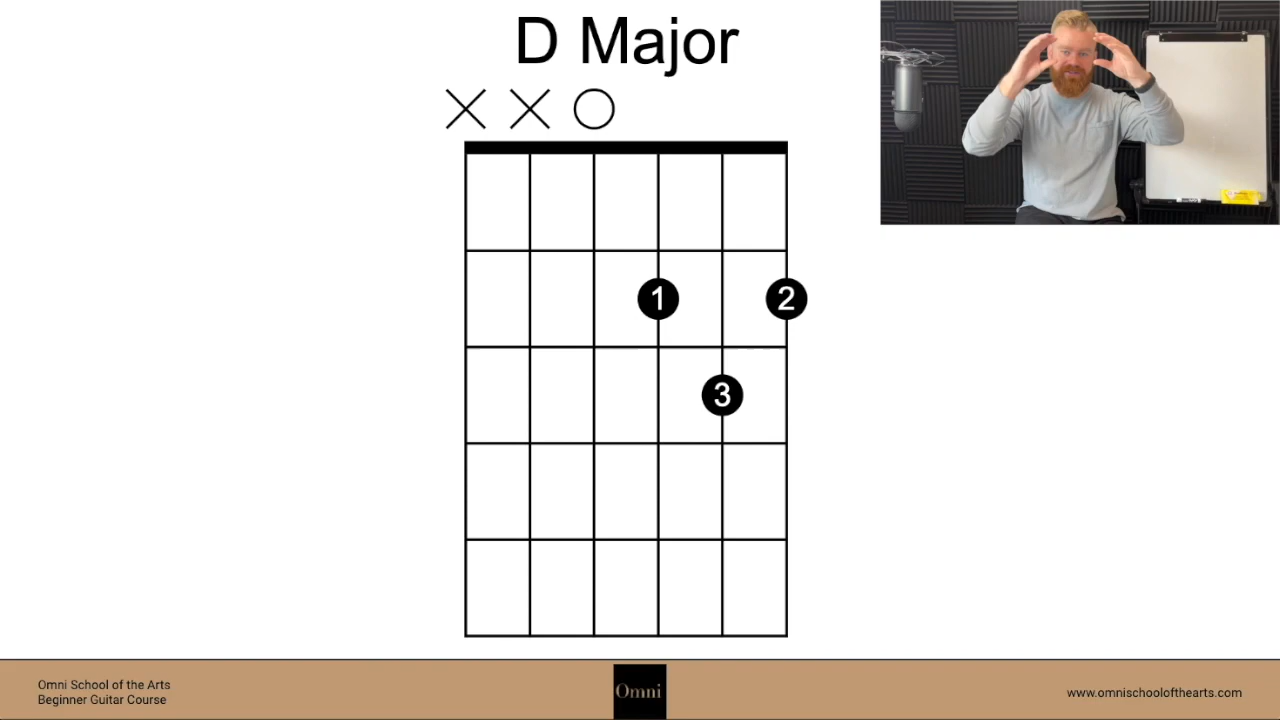 D Major
1
2
3
Omni School of the Arts
Beginner Guitar Course
Omni
www.omnischoolofthearts.com